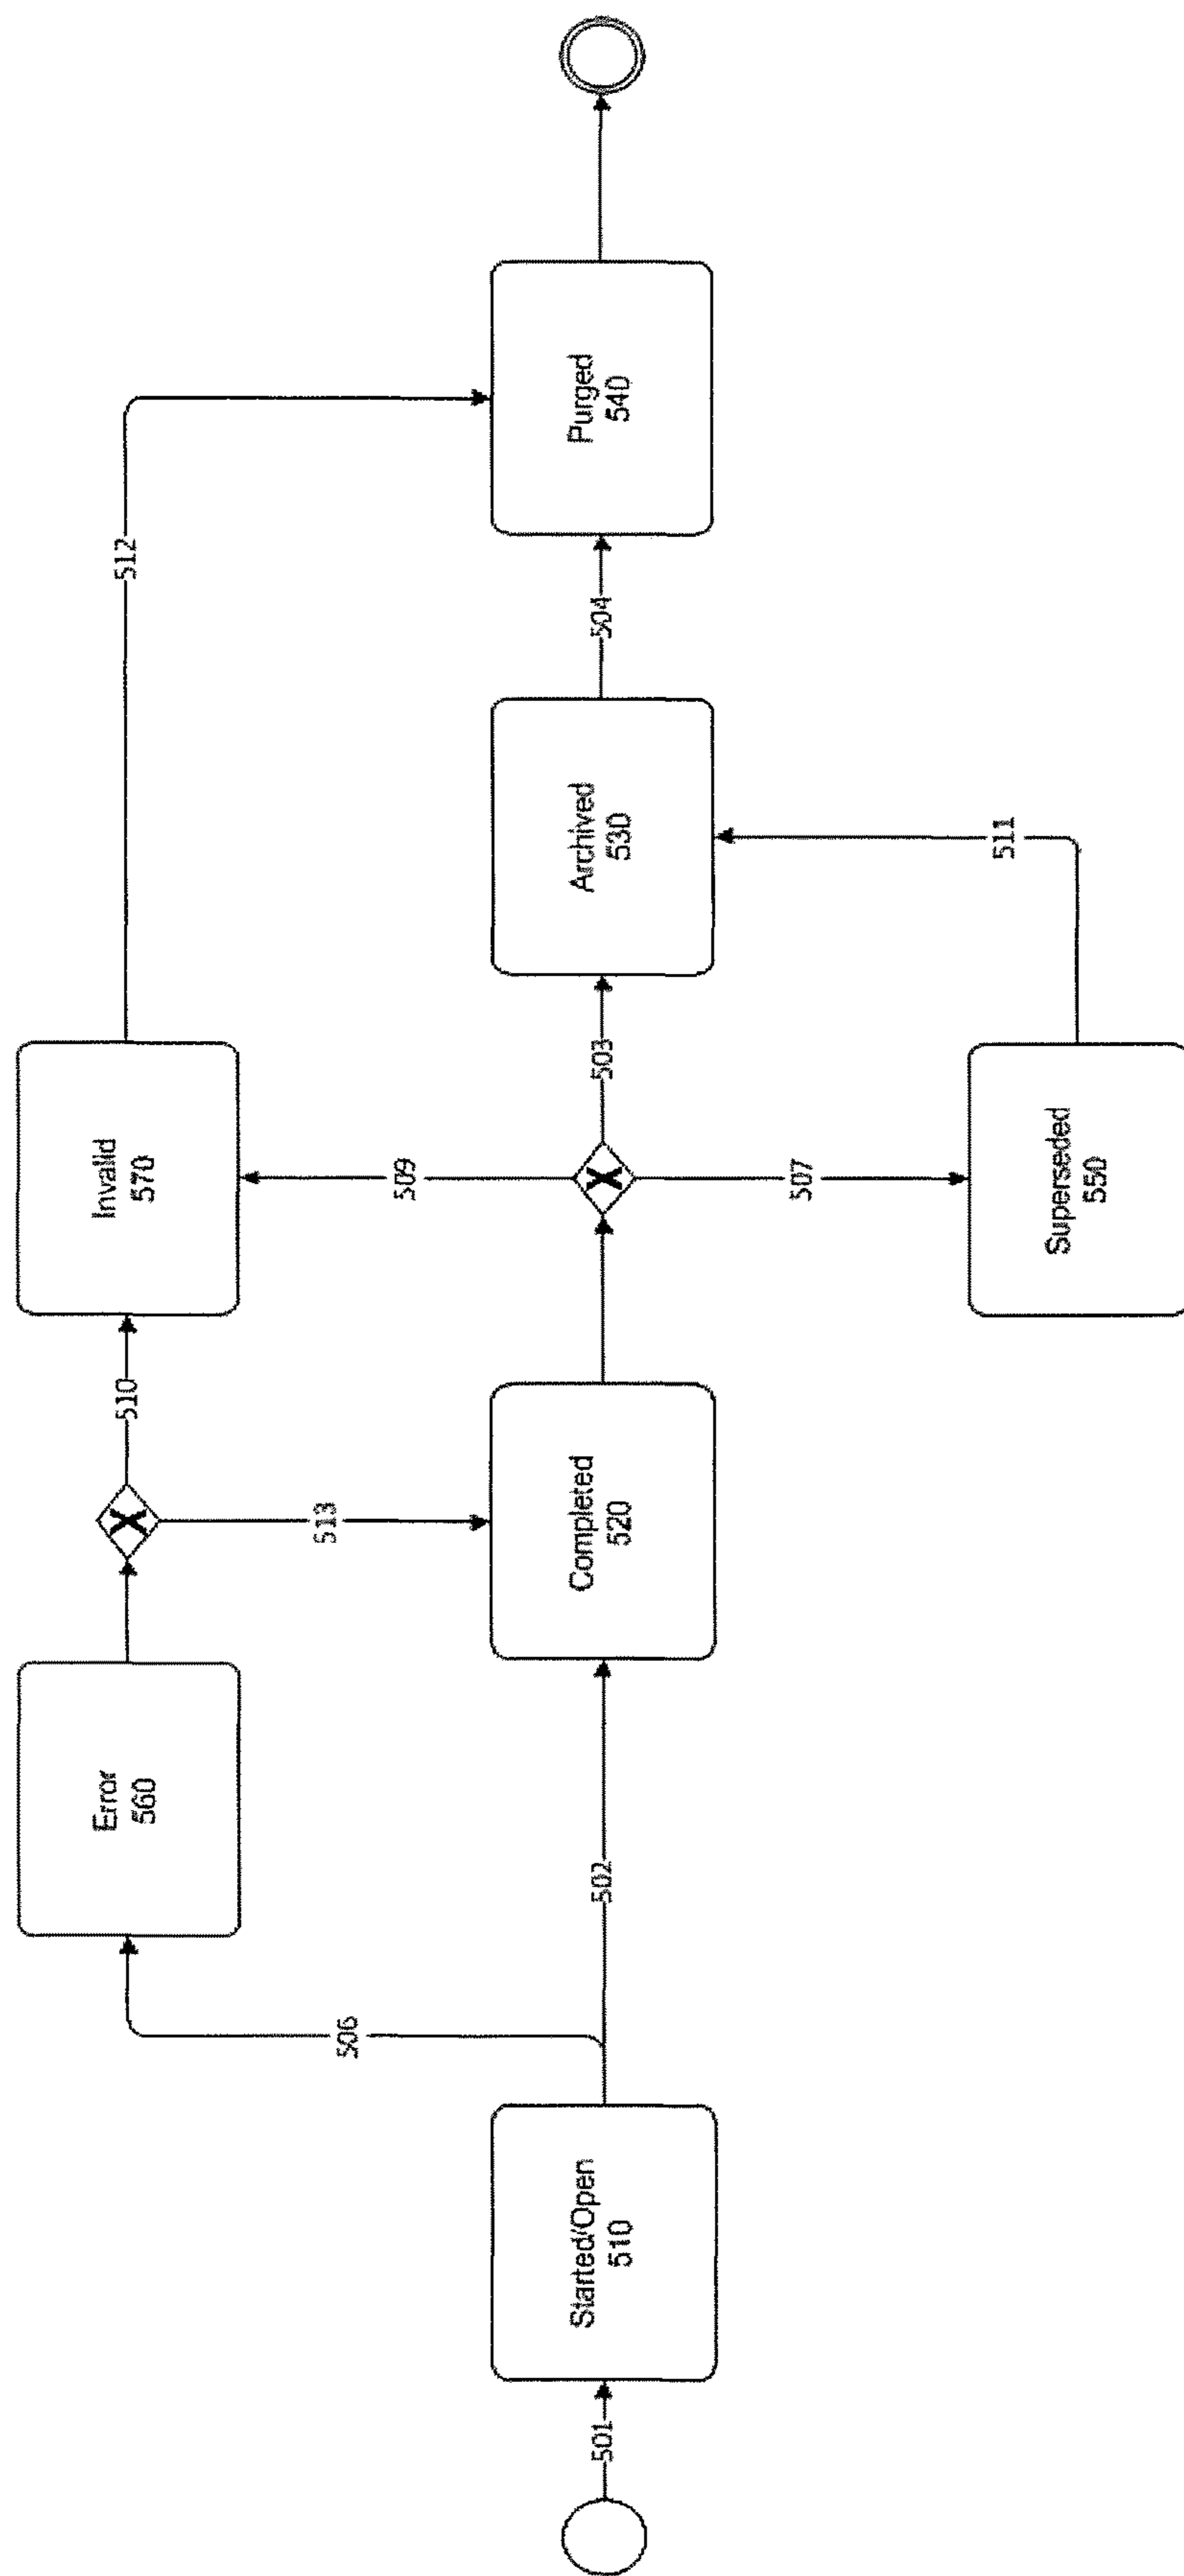 Error
560
510
Invalid
570
512
506
513
509
501
Started/Open
510
502
Completed
520
503
Archived
530
504
Purged
540
507
Superseded
550
511